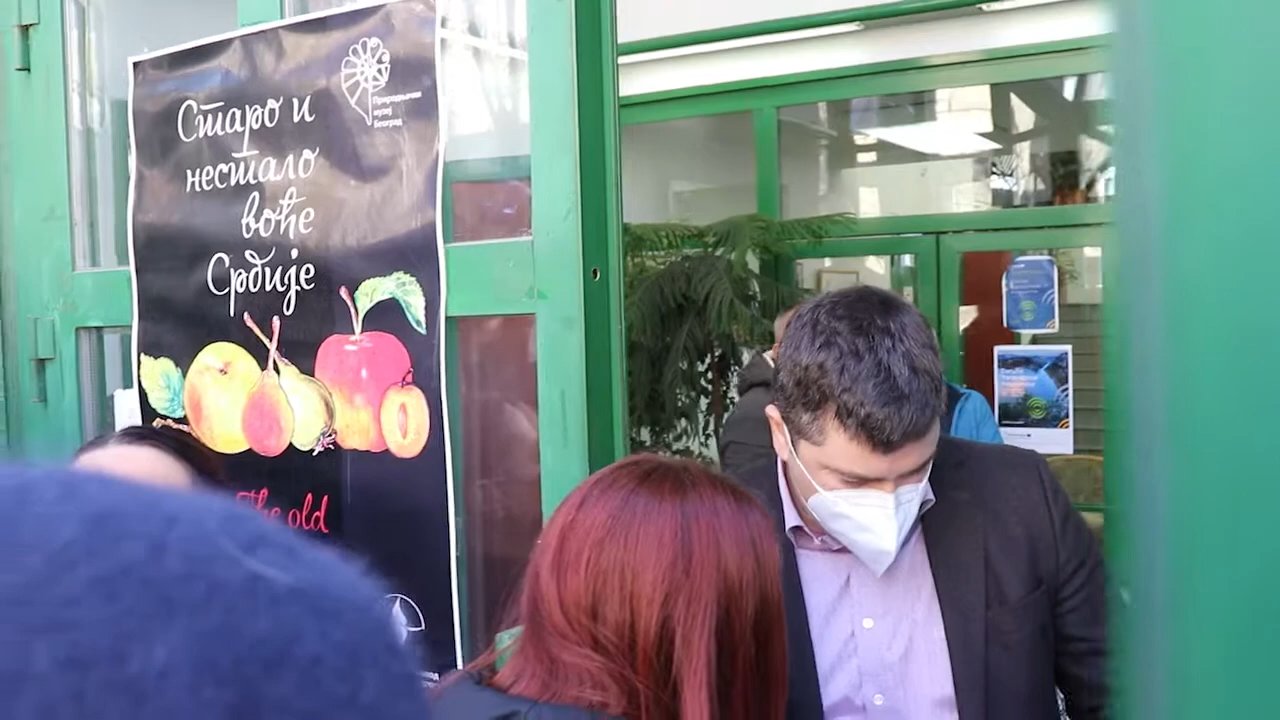 Старо и
нестало
воће
Србије
Природњачки
музеј
Београд
The old